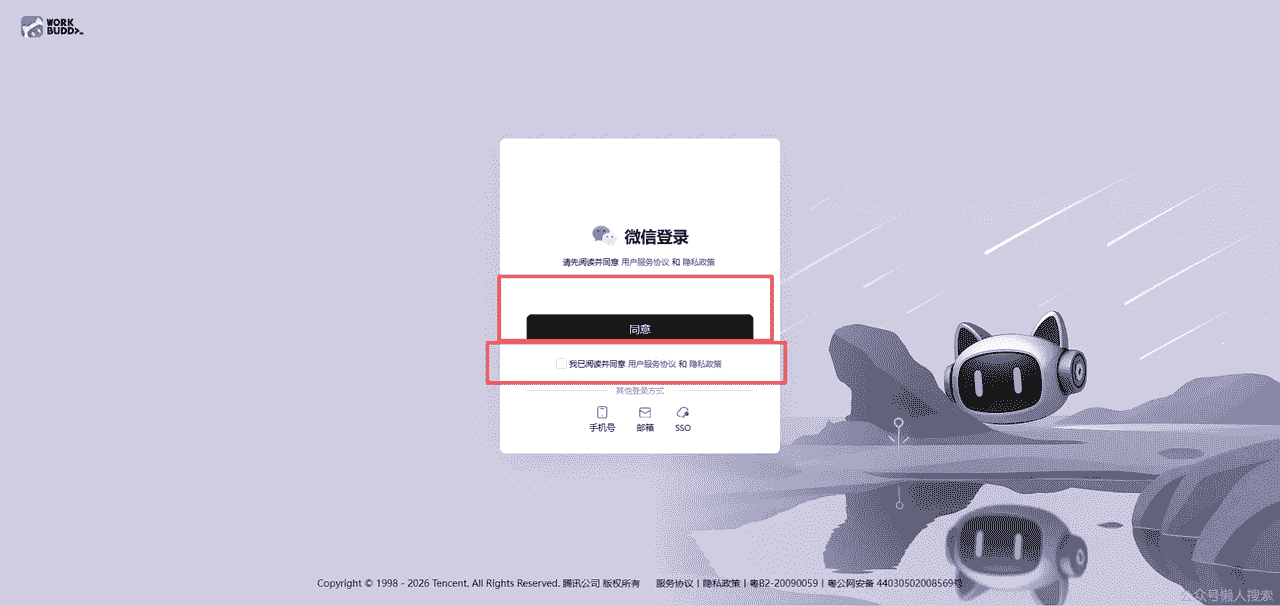 WORK
BUDD>_
微信登录
请先阅读并同意 用户服务协议 和 隐私政策
同意
我已阅读并同意 用户服务协议 和 隐私政策
其他登录方式
手机号 邮箱 SSO
Copyright © 1998 - 2026 Tencent. All Rights Reserved. 腾讯公司 版权所有 服务协议 | 隐私政策 | 粤B2-20090059 | 粤公网安备 44030502008569号
公众号懒人搜索